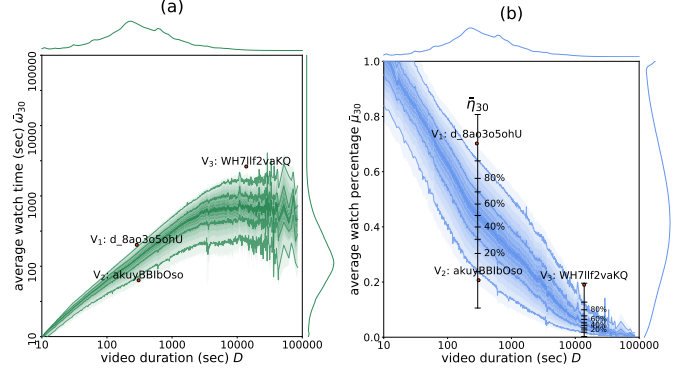 (a)
average watch time (sec) ω̄₃₀
100000
10000
1000
100
10
V₃: WH7IIf2vaKQ
V₁: d_8ao3o5ohU
V₂: akuyBBIbOso
10 100 1000 10000 100000
video duration (sec) D
(b)
average watch percentage μ̄₃₀
1.0
0.8
0.6
0.4
0.2
0.0
η̄₃₀
V₁: d_8ao3o5ohU
80%
60%
40%
20%
V₂: akuyBBIbOso
V₃: WH7IIf2vaKQ
80%
60%
40%
20%
10 100 1000 10000 100000
video duration (sec) D